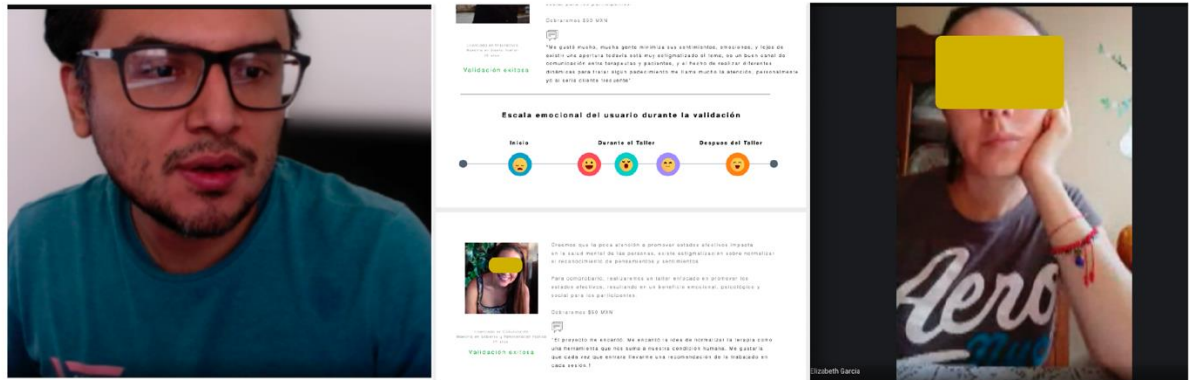 Cobraremos $50 MXN
"Me gustó mucho, mucha gente minimiza sus sentimientos, emociones, y lejos de
existir una apertura todavía está muy estigmatizado el tema, es un buen canal de
comunicación entre terapeutas y pacientes, y el hecho de realizar diferentes
dinámicas para tratar algún padecimiento me llama mucho la atención, personalmente
yo si sería cliente frecuente"
Validación exitosa
Escala emocional del usuario durante la validación
Inicio
Durante el Taller
Despues del Taller
Creemos que la poca atención a promover estados afectivos impacta
en la salud mental de las personas, existe estigmatización sobre normalizar
el reconocimiento de pensamientos y sentimientos
Para comprobarlo, realizaremos un taller enfocado en promover los
estados afectivos, resultando en un beneficio emocional, psicológico y
social para los participantes
Cobraremos $50 MXN
Validación exitosa
"El proyecto me encantó. Me encantó la idea de normalizar la terapia como
una herramienta que nos suma a nuestra condición humana. Me gustaría
que cada vez que entrara llevarme una recomendación de lo trabajado en
cada sesión."
Aero
Elizabeth Garcia